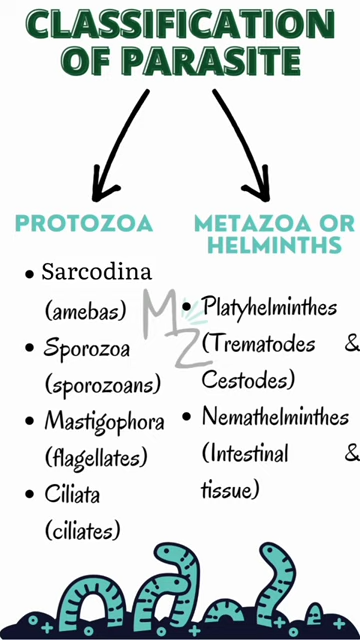 CLASSIFICATION
OF PARASITE
PROTOZOA
• Sarcodina
(amebas)
• Sporozoa
(sporozoans)
• Mastigophora
(flagellates)
• Ciliata
(ciliates)
METAZOA OR
HELMINTHS
• Platyhelminthes
(Trematodes &
Cestodes)
• Nemathelminthes
(Intestinal &
tissue)
MZ